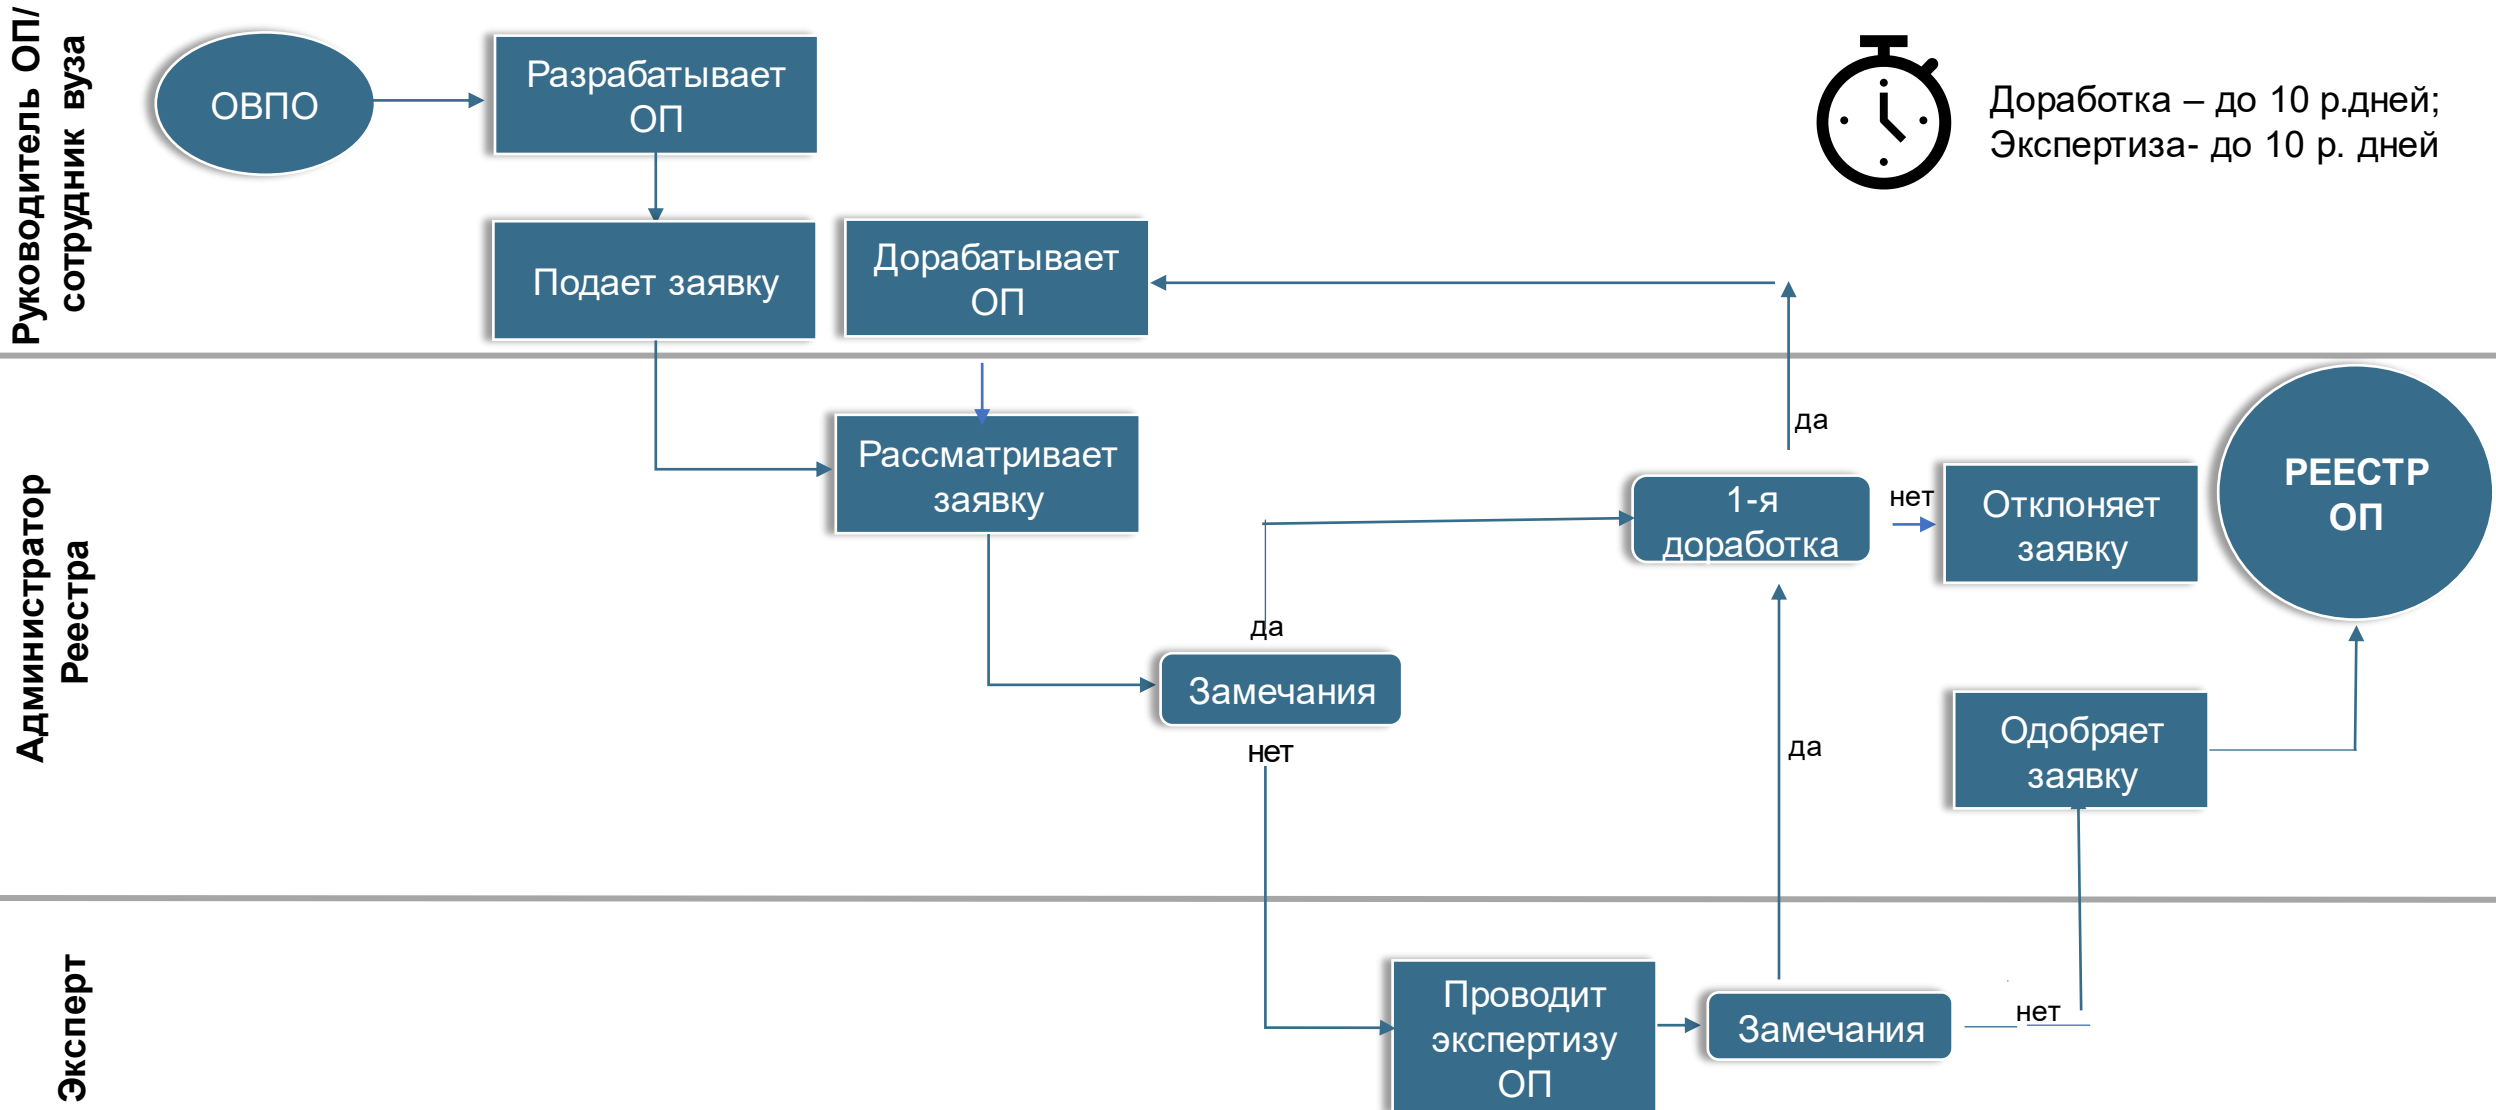 Руководитель ОП/
сотрудник вуза
ОВПО
Разрабатывает
ОП
Доработка – до 10 р.дней;
Экспертиза- до 10 р. дней
Подает заявку
Дорабатывает
ОП
Администратор
Реестра
Рассматривает
заявку
да
1-я
доработка
нет
Отклоняет
заявку
РЕЕСТР
ОП
да
Замечания
нет
да
Одобряет
заявку
Эксперт
Проводит
экспертизу
ОП
Замечания
нет